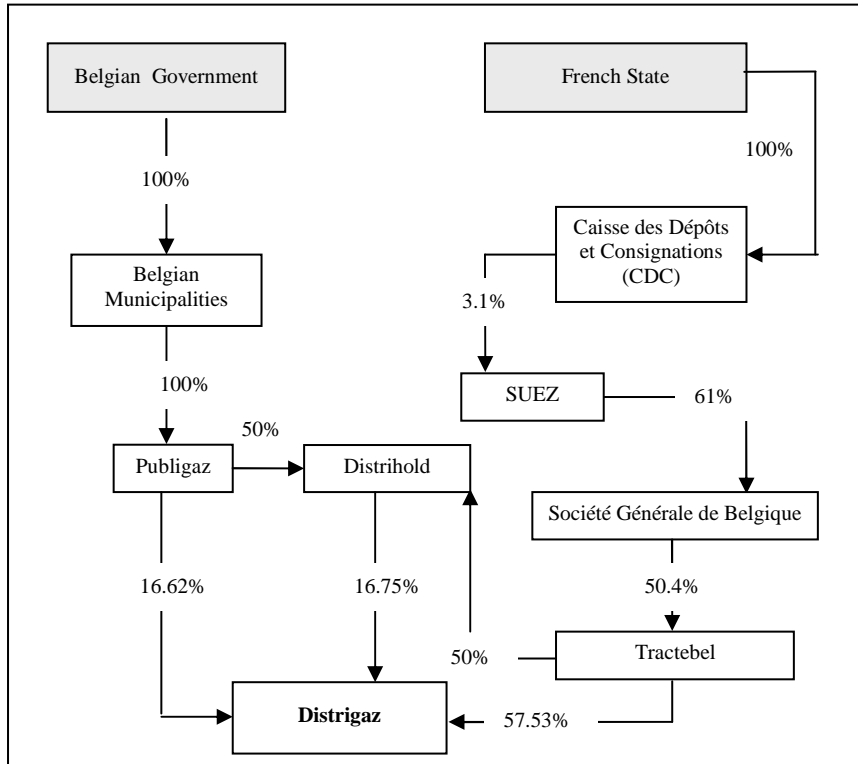 Belgian Government
French State
100%
100%
Caisse des Dépôts
et Consignations
(CDC)
Belgian
Municipalities
3.1%
100%
SUEZ
61%
50%
Publigaz
Distrihold
Société Générale de Belgique
16.62%
16.75%
50.4%
50%
Tractebel
Distrigaz
57.53%